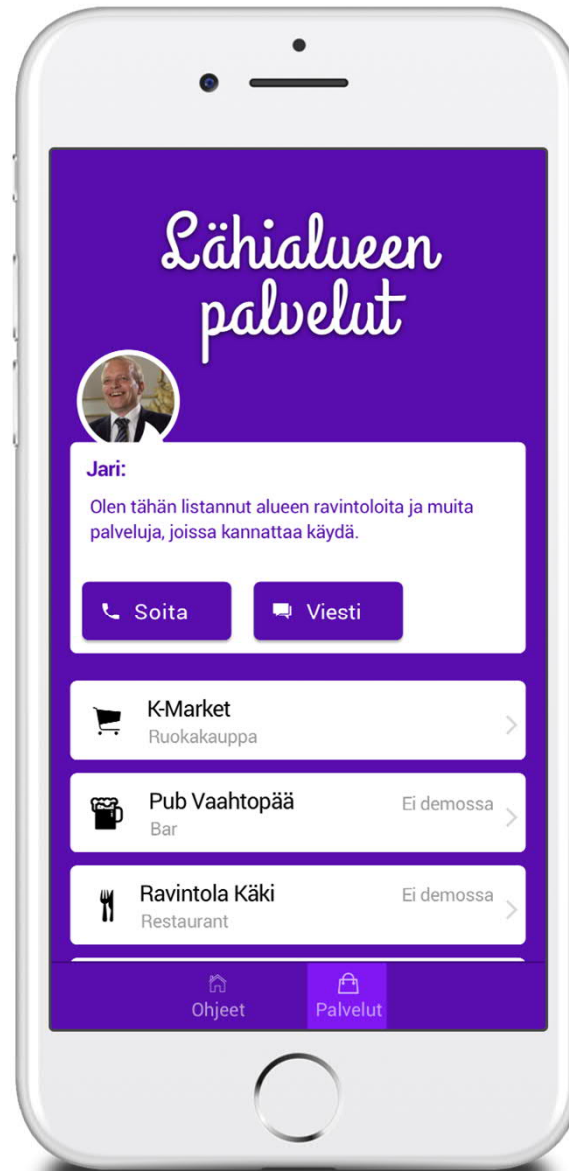 Lähialueen
palvelut
Jari:
Olen tähän listannut alueen ravintoloita ja muita
palveluja, joissa kannattaa käydä.
Soita
Viesti
K-Market
Ruokakauppa
Pub Vaahtopää
Ei demossa
Bar
Ravintola Käki
Ei demossa
Restaurant
Ohjeet
Palvelut